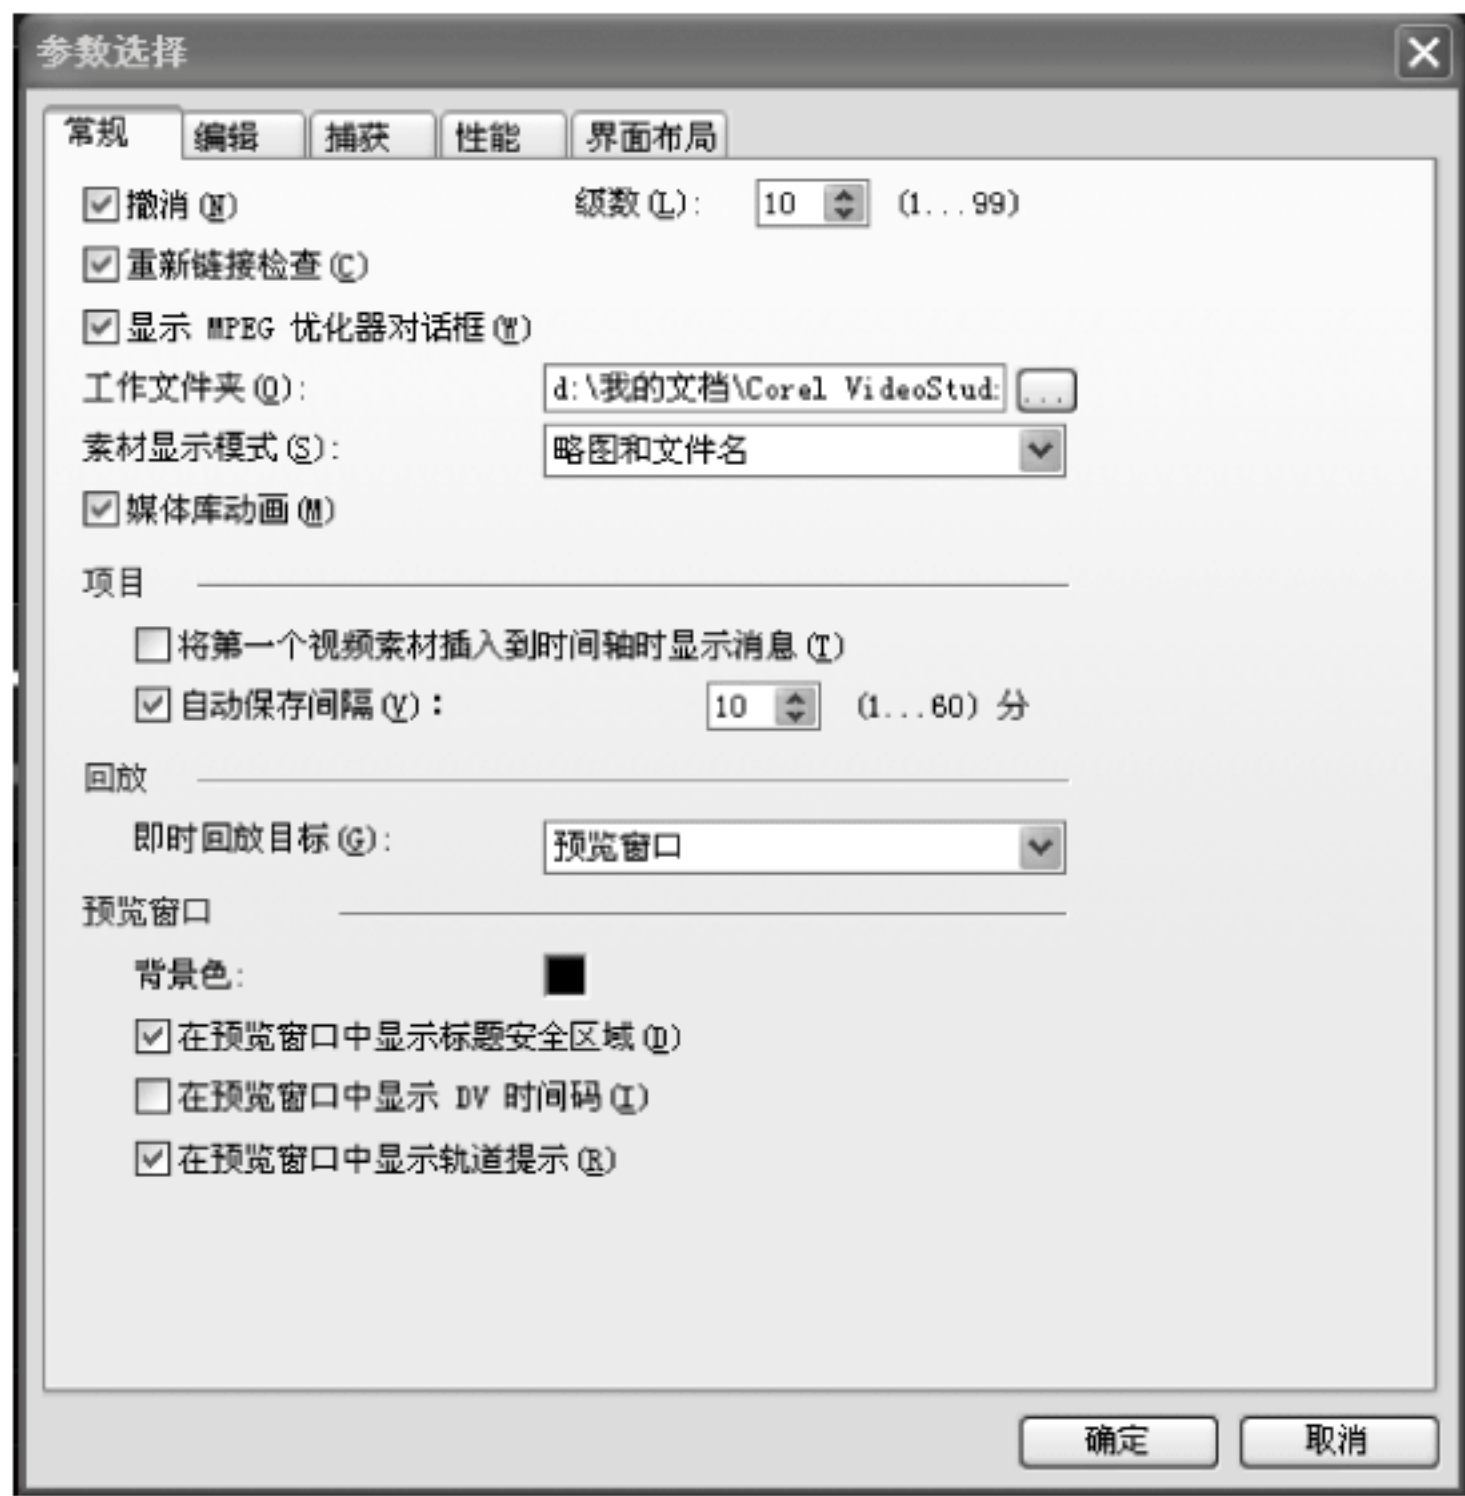 参数选择
常规 编辑 捕获 性能 界面布局
撤消(N) 级数(L): 10 (1...99)
重新链接检查(C)
显示 MPEG 优化器对话框(W)
工作文件夹(O): d:\我的文档\Corel VideoStud: ...
素材显示模式(S): 略图和文件名
媒体库动画(M)
项目
将第一个视频素材插入到时间轴时显示消息(T)
自动保存间隔(V): 10 (1...60) 分
回放
即时回放目标(G): 预览窗口
预览窗口
背景色:
在预览窗口中显示标题安全区域(D)
在预览窗口中显示 DV 时间码(I)
在预览窗口中显示轨道提示(R)
确定 取消